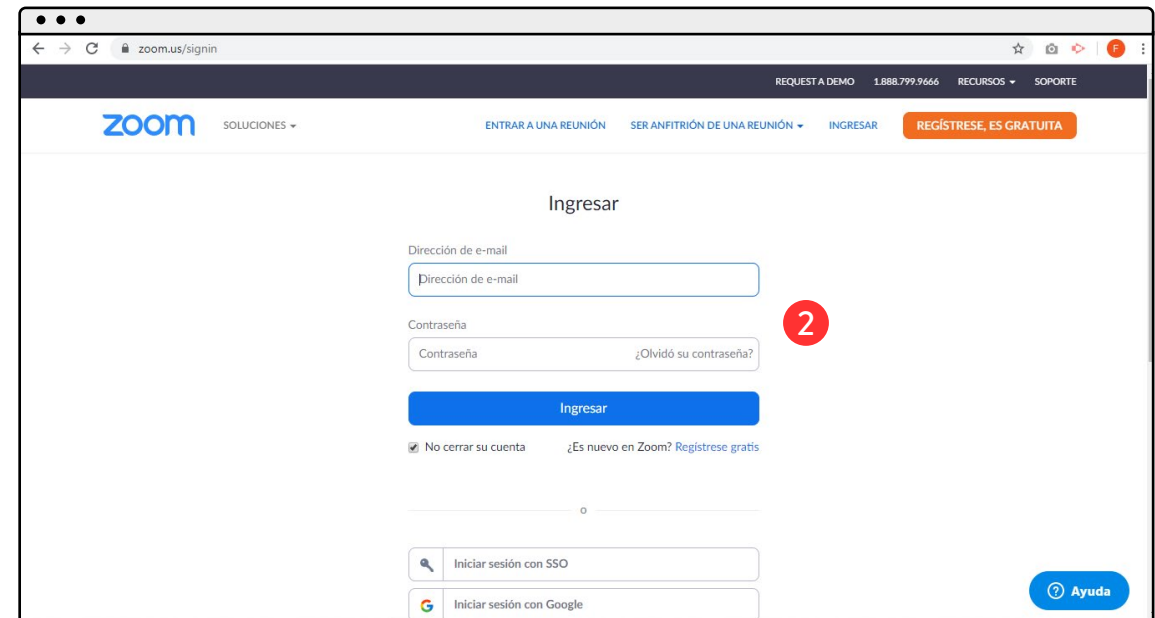 zoom.us/signin
F
REQUEST A DEMO 1.888.799.9666 RECURSOS SOPORTE
zoom SOLUCIONES ENTRAR A UNA REUNIÓN SER ANFITRIÓN DE UNA REUNIÓN INGRESAR REGÍSTRESE, ES GRATUITA
Ingresar
Dirección de e-mail
Dirección de e-mail
2
Contraseña
Contraseña ¿Olvidó su contraseña?
Ingresar
No cerrar su cuenta ¿Es nuevo en Zoom? Regístrese gratis
o
Iniciar sesión con SSO
Iniciar sesión con Google
Ayuda